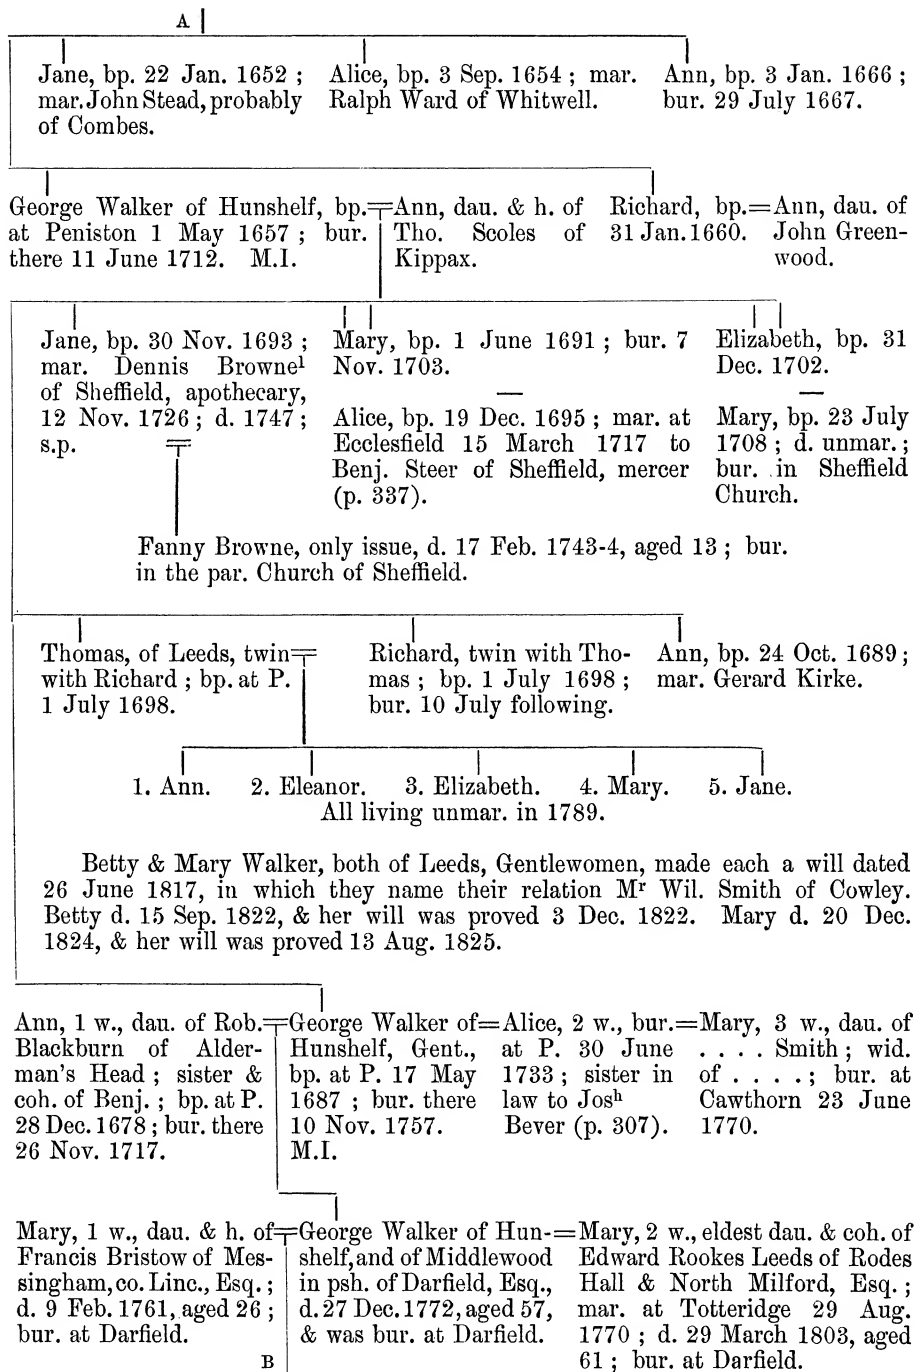 A
Jane, bp. 22 Jan. 1652 ;
mar. John Stead, probably
of Combes.
Alice, bp. 3 Sep. 1654 ; mar.
Ralph Ward of Whitwell.
Ann, bp. 3 Jan. 1666 ;
bur. 29 July 1667.
George Walker of Hunshelf, bp.
at Peniston 1 May 1657 ; bur.
there 11 June 1712. M.I.
=Ann, dau. & h. of
Tho. Scoles of
Kippax.
Richard, bp.
31 Jan. 1660.
=Ann, dau. of
John Green-
wood.
Jane, bp. 30 Nov. 1693 ;
mar. Dennis Browne¹
of Sheffield, apothecary,
12 Nov. 1726 ; d. 1747 ;
s.p. =
Mary, bp. 1 June 1691 ; bur. 7
Nov. 1703.
—
Alice, bp. 19 Dec. 1695 ; mar. at
Ecclesfield 15 March 1717 to
Benj. Steer of Sheffield, mercer
(p. 337).
Elizabeth, bp. 31
Dec. 1702.
—
Mary, bp. 23 July
1708 ; d. unmar. ;
bur. in Sheffield
Church.
Fanny Browne, only issue, d. 17 Feb. 1743-4, aged 13 ; bur.
in the par. Church of Sheffield.
Thomas, of Leeds, twin=
with Richard ; bp. at P.
1 July 1698.
Richard, twin with Tho-
mas ; bp. 1 July 1698 ;
bur. 10 July following.
Ann, bp. 24 Oct. 1689 ;
mar. Gerard Kirke.
1. Ann. 2. Eleanor. 3. Elizabeth. 4. Mary. 5. Jane.
All living unmar. in 1789.
Betty & Mary Walker, both of Leeds, Gentlewomen, made each a will dated
26 June 1817, in which they name their relation Mʳ Wil. Smith of Cowley.
Betty d. 15 Sep. 1822, & her will was proved 3 Dec. 1822. Mary d. 20 Dec.
1824, & her will was proved 13 Aug. 1825.
Ann, 1 w., dau. of Rob.
Blackburn of Alder-
man's Head ; sister &
coh. of Benj. ; bp. at P.
28 Dec. 1678 ; bur. there
26 Nov. 1717.
=George Walker of
Hunshelf, Gent.,
bp. at P. 17 May
1687 ; bur. there
10 Nov. 1757.
M.I.
=Alice, 2 w., bur.
at P. 30 June
1733 ; sister in
law to Josʰ
Bever (p. 307).
=Mary, 3 w., dau. of
. . . . Smith ; wid.
of . . . . ; bur. at
Cawthorn 23 June
1770.
Mary, 1 w., dau. & h. of
Francis Bristow of Mes-
singham, co. Linc., Esq. ;
d. 9 Feb. 1761, aged 26 ;
bur. at Darfield.
B
=George Walker of Hun-
shelf, and of Middlewood
in psh. of Darfield, Esq.,
d. 27 Dec. 1772, aged 57,
& was bur. at Darfield.
=Mary, 2 w., eldest dau. & coh. of
Edward Rookes Leeds of Rodes
Hall & North Milford, Esq. ;
mar. at Totteridge 29 Aug.
1770 ; d. 29 March 1803, aged
61 ; bur. at Darfield.